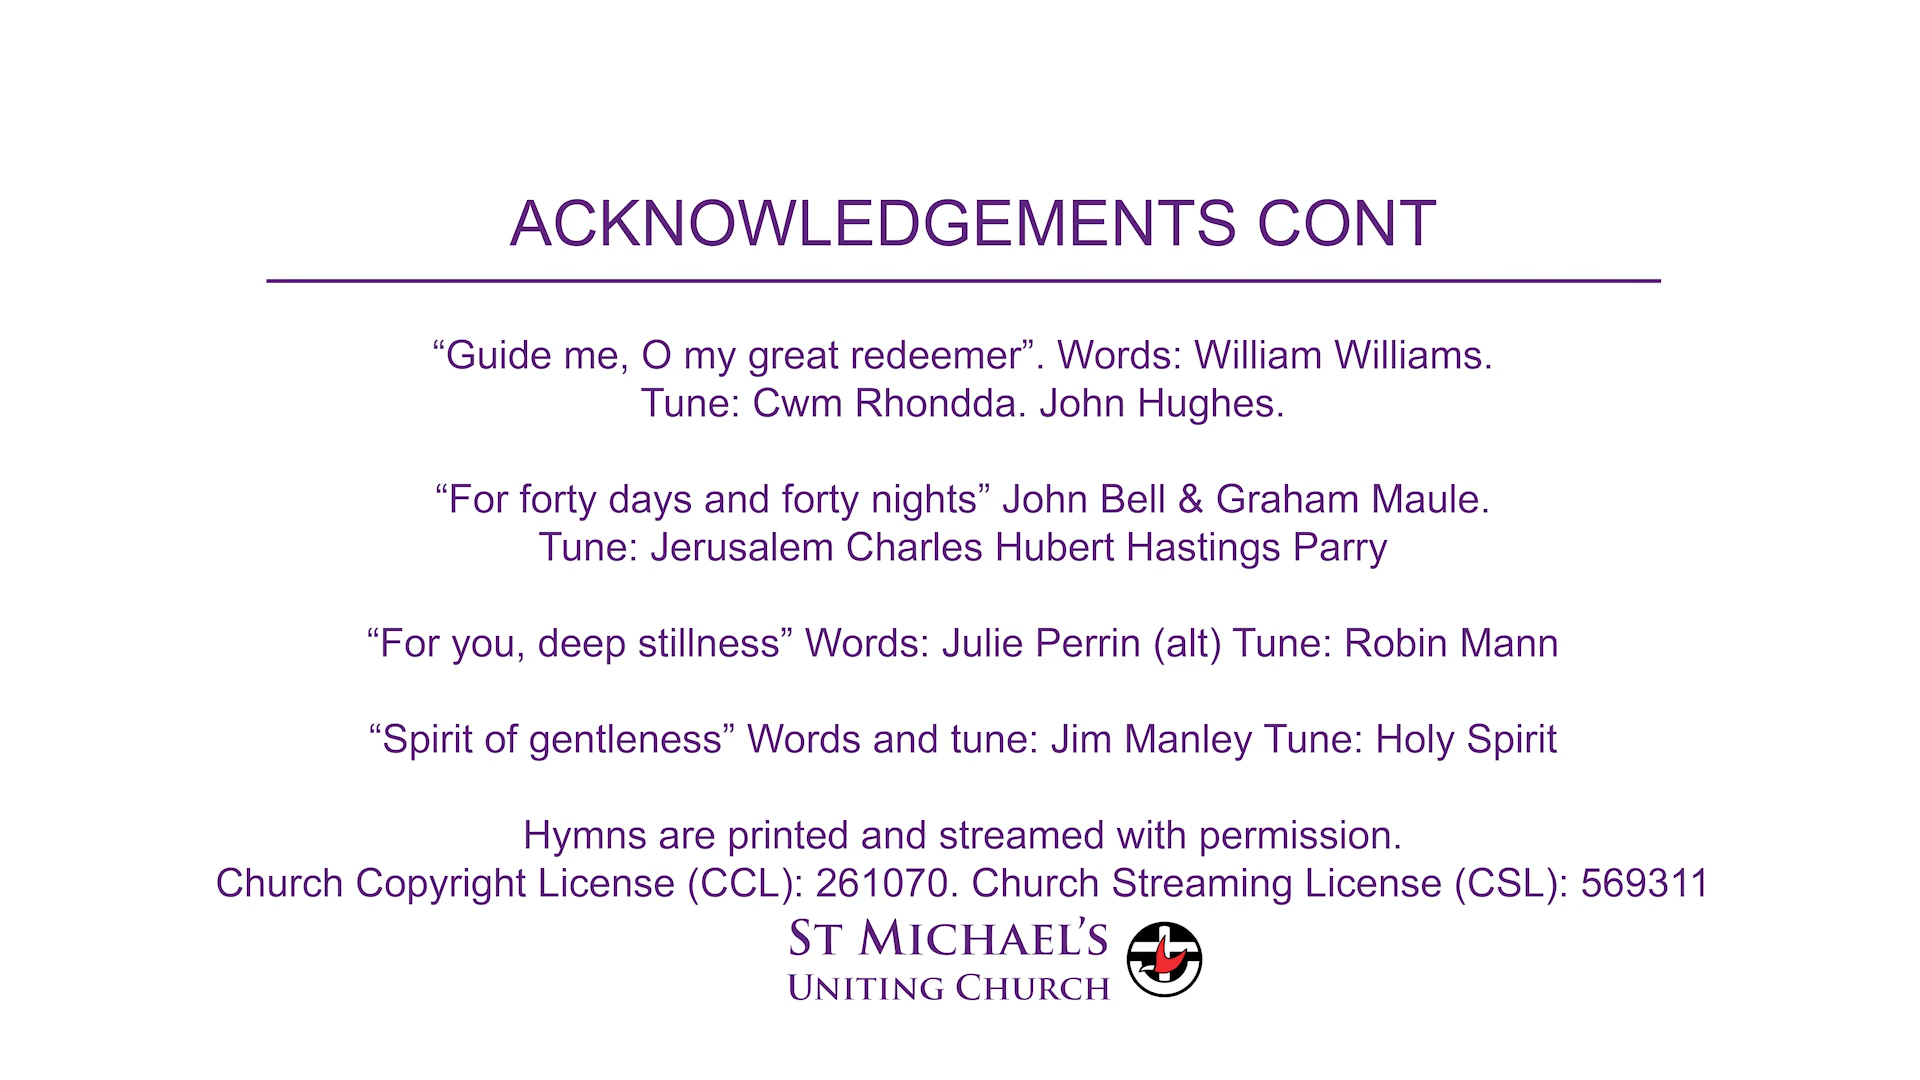 ACKNOWLEDGEMENTS CONT
“Guide me, O my great redeemer”. Words: William Williams.
Tune: Cwm Rhondda. John Hughes.
“For forty days and forty nights” John Bell & Graham Maule.
Tune: Jerusalem Charles Hubert Hastings Parry
“For you, deep stillness” Words: Julie Perrin (alt) Tune: Robin Mann
“Spirit of gentleness” Words and tune: Jim Manley Tune: Holy Spirit
Hymns are printed and streamed with permission.
Church Copyright License (CCL): 261070. Church Streaming License (CSL): 569311
ST MICHAEL’S
UNITING CHURCH